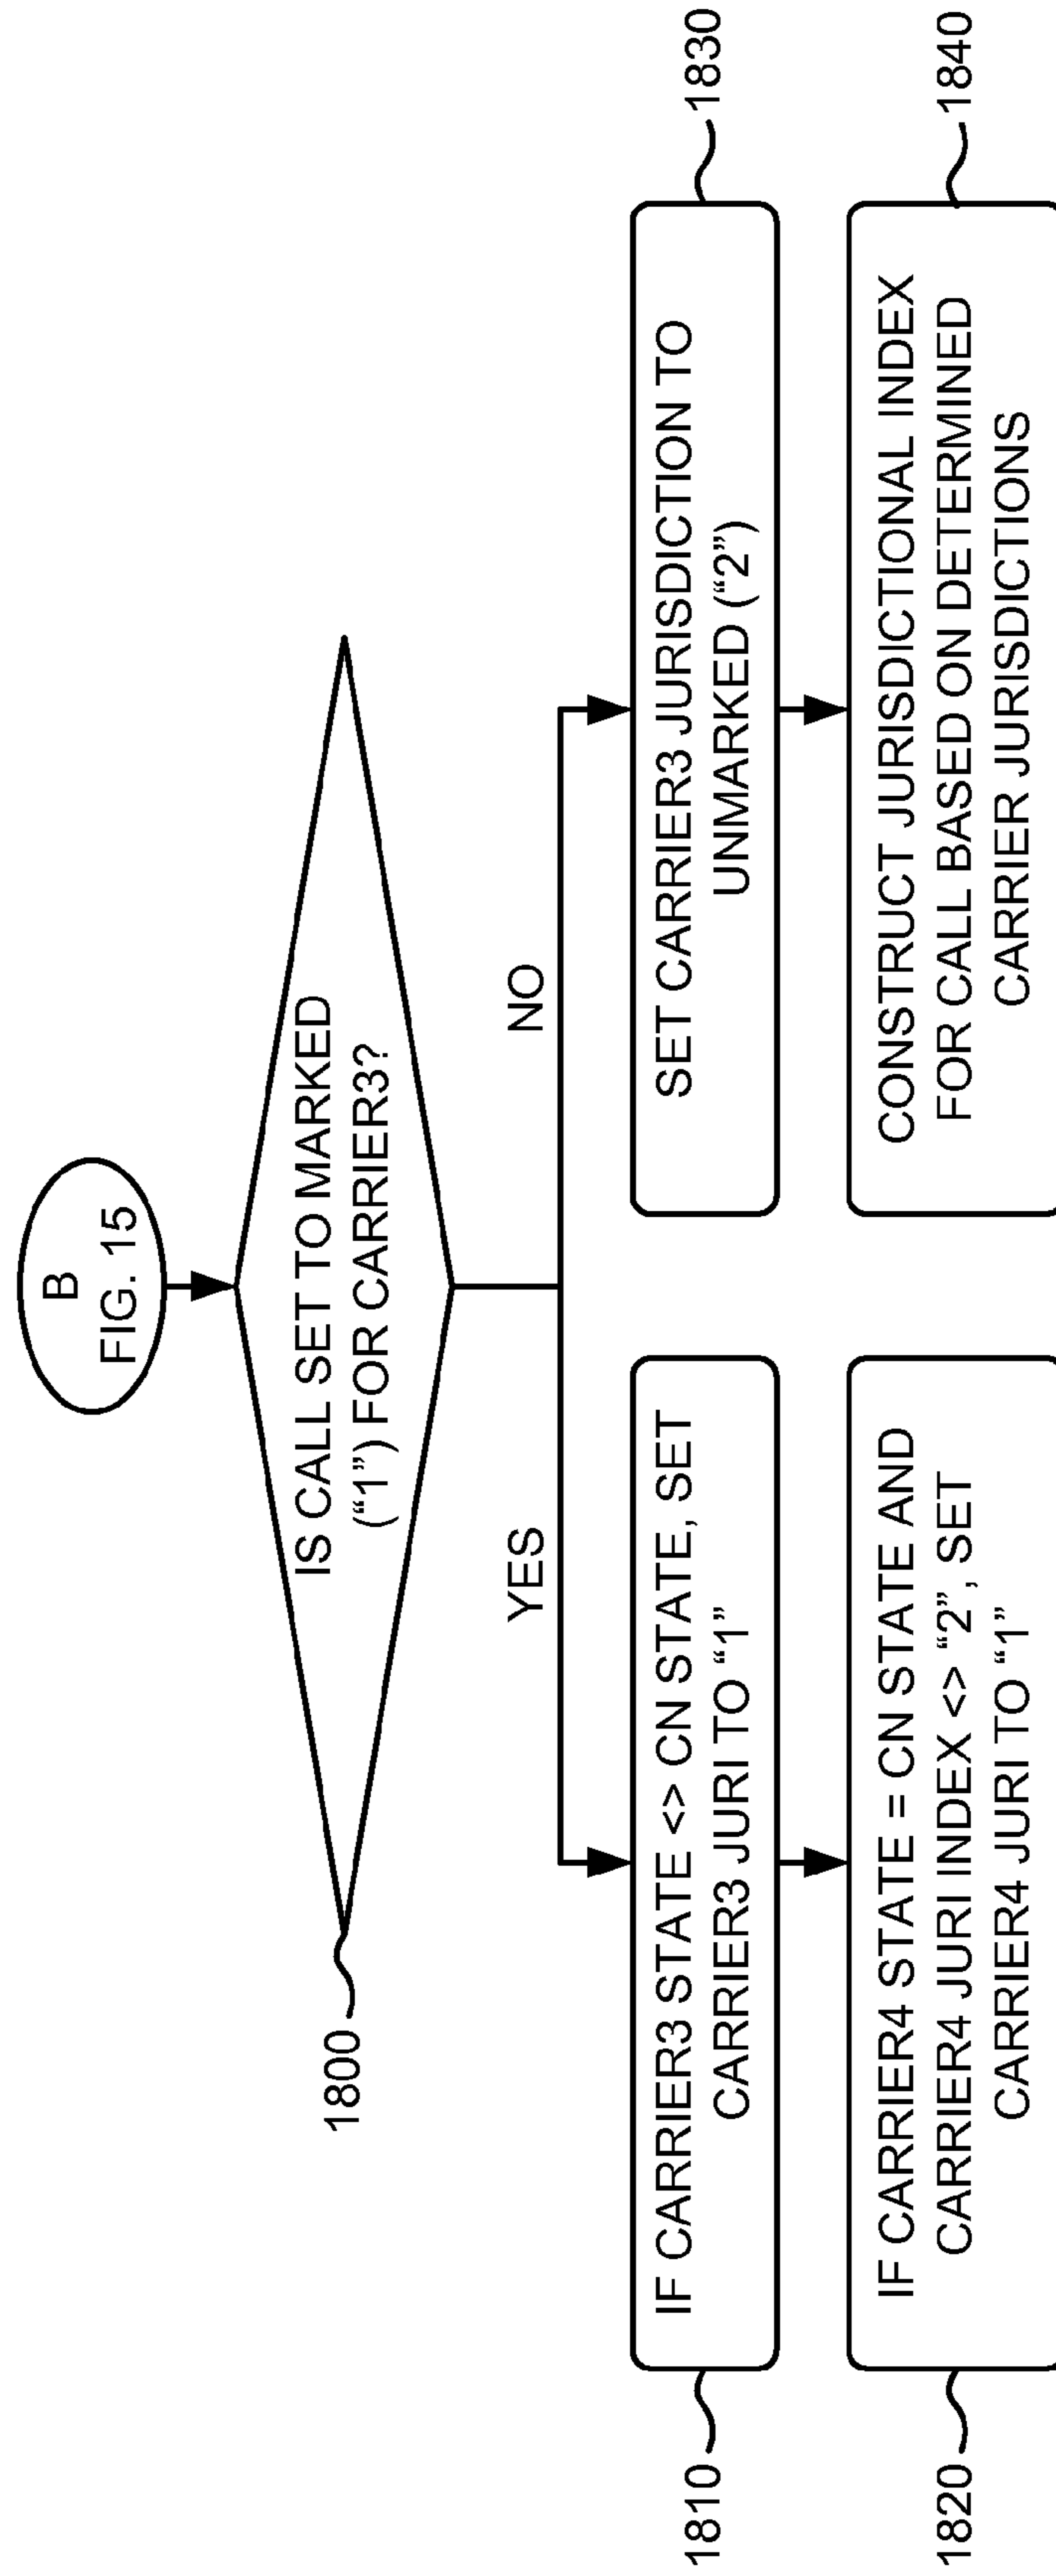 B
FIG. 15
IS CALL SET TO MARKED
(“1”) FOR CARRIER3?
1800
YES
NO
IF CARRIER3 STATE <> CN STATE, SET
CARRIER3 JURI TO “1”
1810
SET CARRIER3 JURISDICTION TO
UNMARKED (“2”)
1830
IF CARRIER4 STATE = CN STATE AND
CARRIER4 JURI INDEX <> “2”, SET
CARRIER4 JURI TO “1”
1820
CONSTRUCT JURISDICTIONAL INDEX
FOR CALL BASED ON DETERMINED
CARRIER JURISDICTIONS
1840